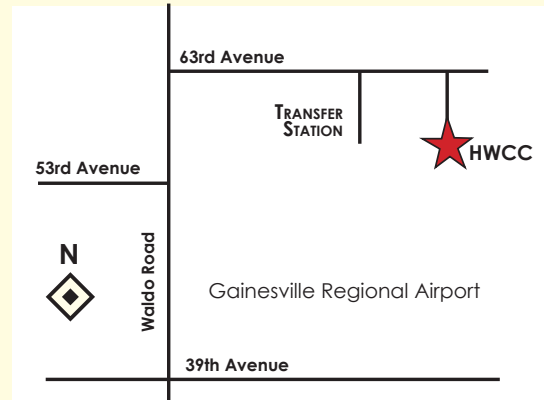 63rd Avenue
TRANSFER
STATION
HWCC
53rd Avenue
N
Waldo Road
Gainesville Regional Airport
39th Avenue